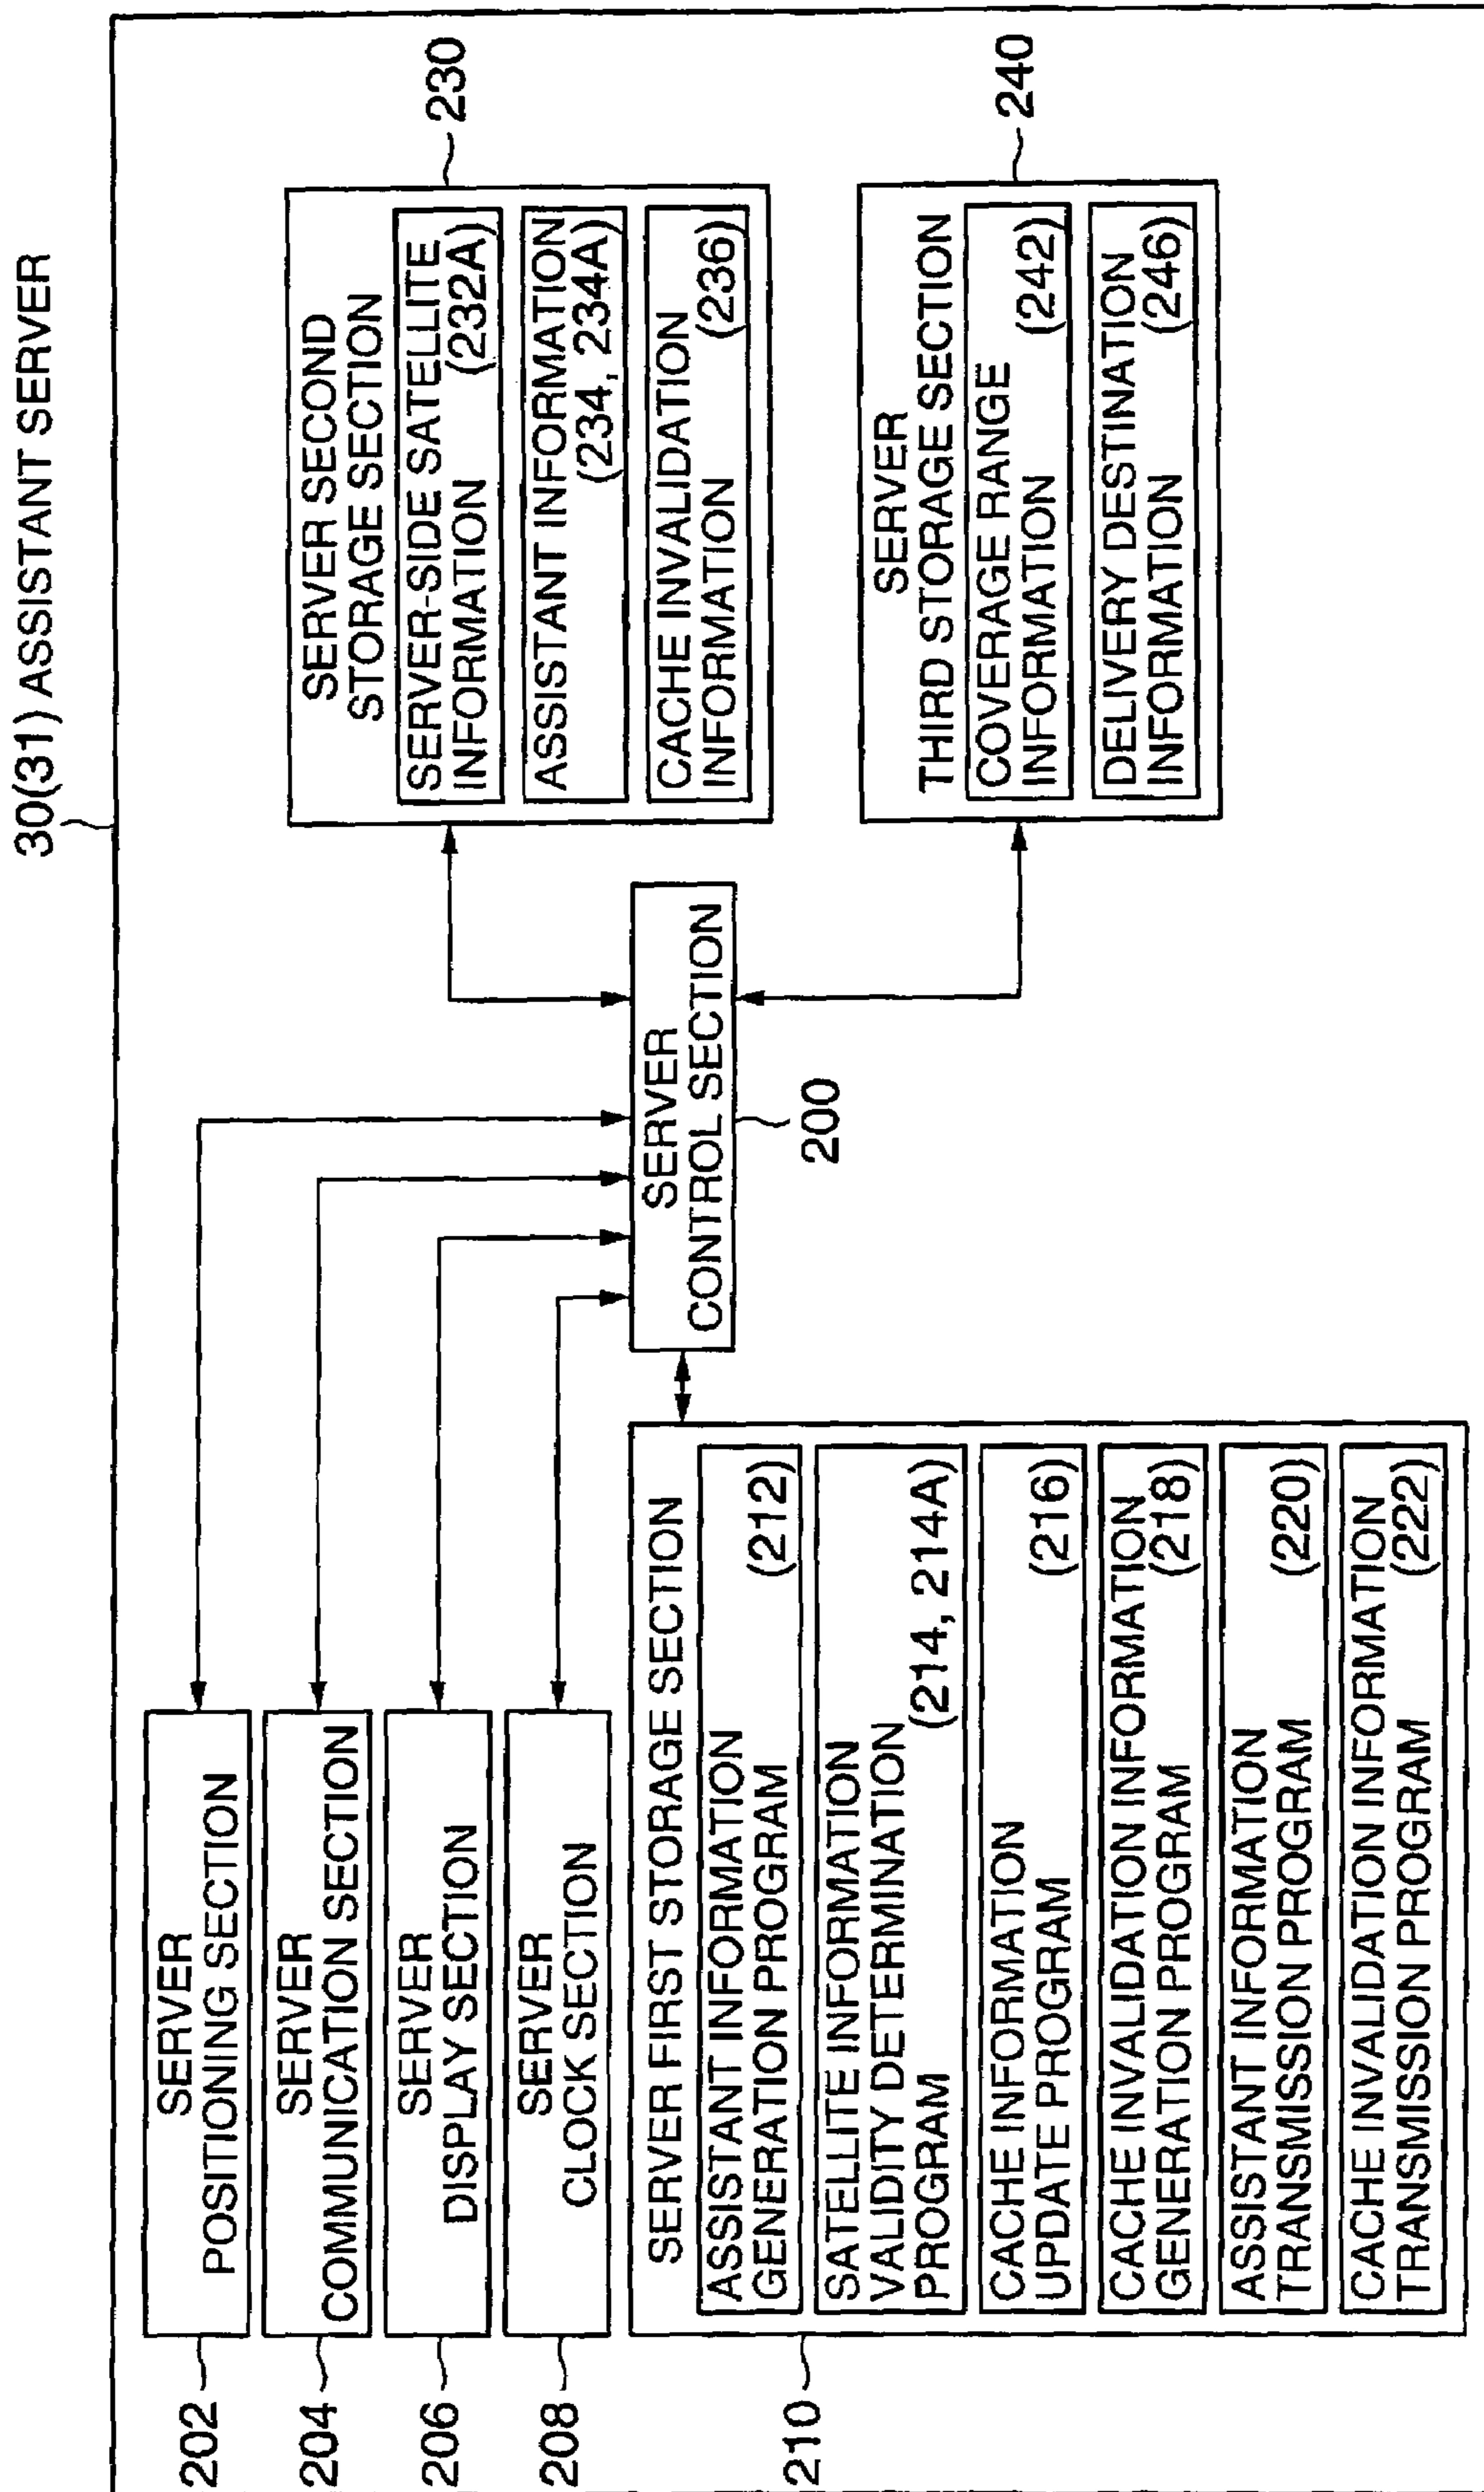 30(31) ASSISTANT SERVER
202
SERVER
POSITIONING SECTION
204
SERVER
COMMUNICATION SECTION
206
SERVER
DISPLAY SECTION
208
SERVER
CLOCK SECTION
210
SERVER FIRST STORAGE SECTION
ASSISTANT INFORMATION
GENERATION PROGRAM (212)
SATELLITE INFORMATION
VALIDITY DETERMINATION
PROGRAM (214, 214A)
CACHE INFORMATION
UPDATE PROGRAM (216)
CACHE INVALIDATION INFORMATION
GENERATION PROGRAM (218)
ASSISTANT INFORMATION
TRANSMISSION PROGRAM (220)
CACHE INVALIDATION INFORMATION
TRANSMISSION PROGRAM (222)
SERVER
CONTROL SECTION
200
230
SERVER SECOND
STORAGE SECTION
SERVER-SIDE SATELLITE
INFORMATION (232A)
ASSISTANT INFORMATION
(234, 234A)
CACHE INVALIDATION
INFORMATION (236)
240
SERVER
THIRD STORAGE SECTION
COVERAGE RANGE
INFORMATION (242)
DELIVERY DESTINATION
INFORMATION (246)